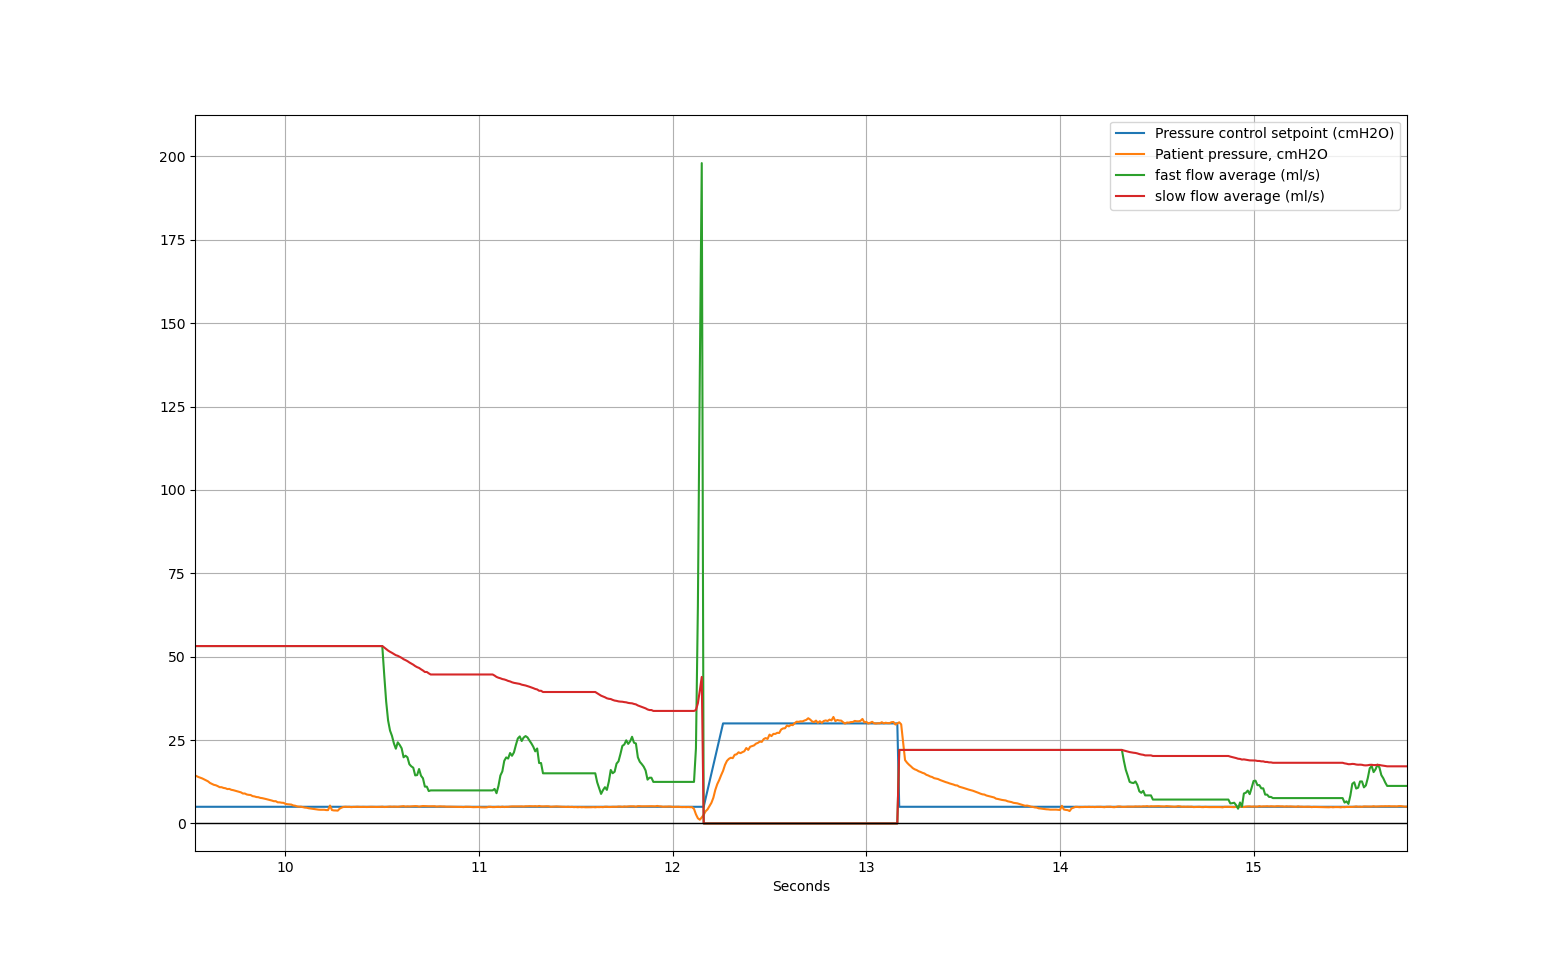 Pressure control setpoint (cmH2O)
Patient pressure, cmH2O
fast flow average (ml/s)
slow flow average (ml/s)
200
175
150
125
100
75
50
25
0
10 11 12 13 14 15
Seconds